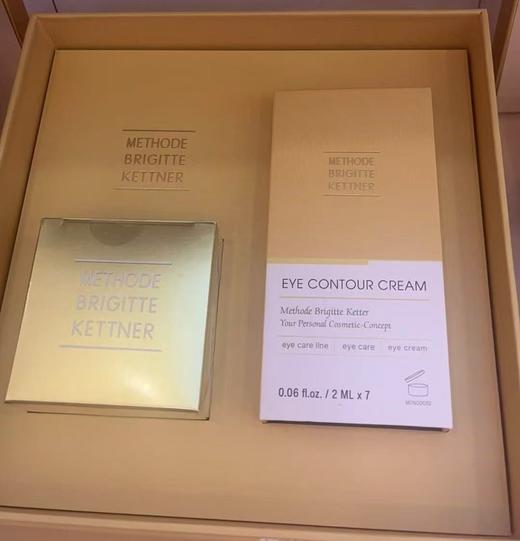 METHODE
BRIGITTE
KETTNER
METHODE
BRIGITTE
KETTNER
METHODE
BRIGITTE
KETTNER
EYE CONTOUR CREAM
Methode Brigitte Ketter
Your Personal Cosmetic-Concept
eye care line eye care eye cream
0.06 fl.oz. / 2 ML x 7
MONODOSE